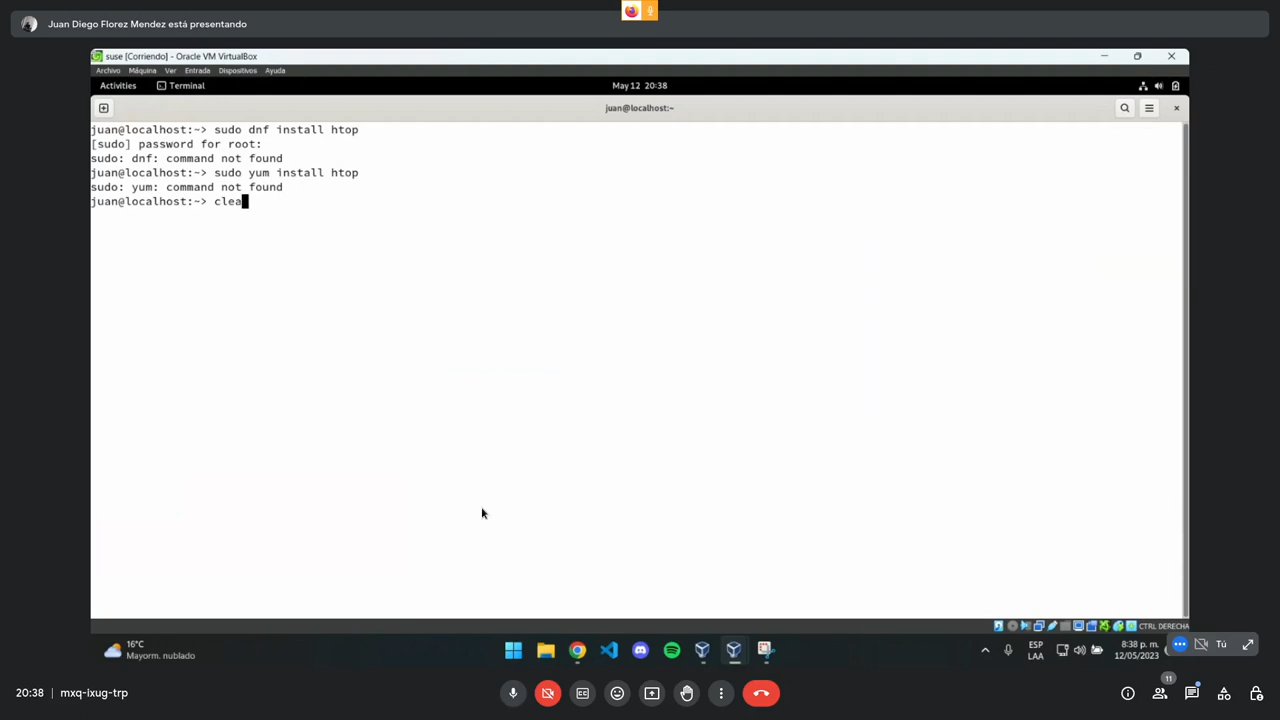 Juan Diego Florez Mendez está presentando
suse [Corriendo] - Oracle VM VirtualBox
Archivo Máquina Ver Entrada Dispositivos Ayuda
Activities Terminal May 12 20:38
juan@localhost:~
juan@localhost:~> sudo dnf install htop
[sudo] password for root:
sudo: dnf: command not found
juan@localhost:~> sudo yum install htop
sudo: yum: command not found
juan@localhost:~> clea
CTRL DERECHA
16°C
Mayorm. nublado
ESP
LAA
8:38 p. m.
12/05/2023
Tú
11
20:38 mxq-ixug-trp